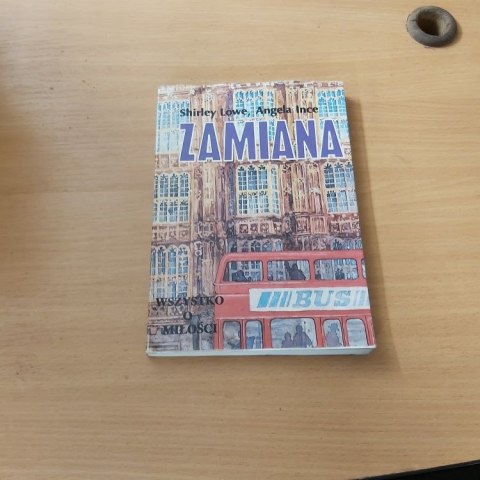 Shirley Lowe, Angela Ince
ZAMIANA
BUS
WSZYSTKO
O
MIŁOŚCI